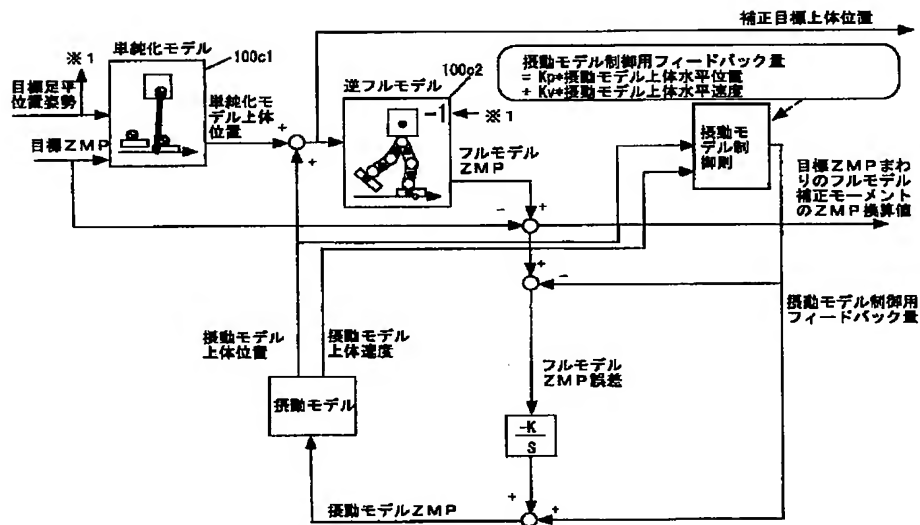 補正目標上体位置
単純化モデル
100c1
※1
目標足平
位置姿勢
単純化モ
デル上体
位置
目標ZMP
逆フルモデル
100c2
-1
※1
摂動モデル制御用フィードバック量
= Kp*摂動モデル上体水平位置
+ Kv*摂動モデル上体水平速度
摂動モ
デル制
御則
フルモデル
ZMP
目標ZMPまわ
りのフルモデル
補正モーメント
のZMP換算値
+
+
-
+
+
-
摂動モデル制御用
フィードバック量
摂動モデル
上体位置
摂動モデル
上体速度
フルモデル
ZMP誤差
摂動モデル
-K
S
摂動モデルZMP
+
+